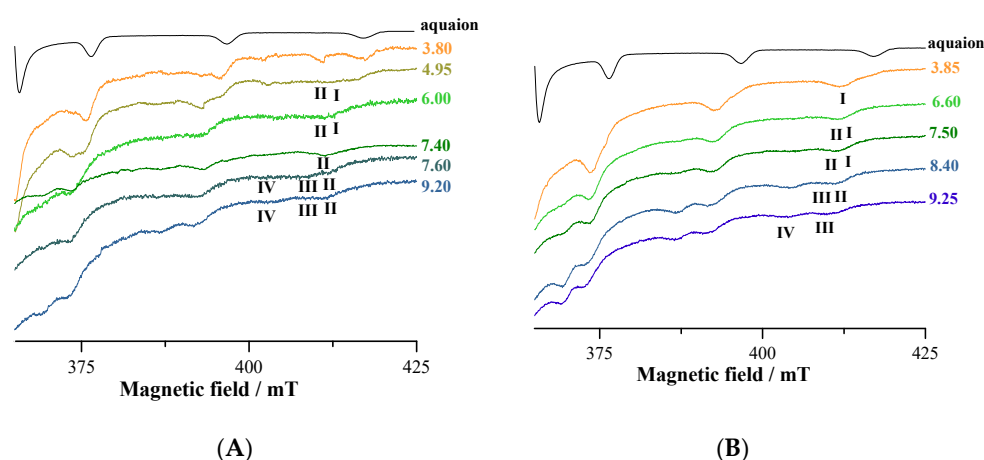 aquaion
3.80
4.95
II I
6.00
II I
7.40
II
7.60
IV III II
9.20
IV III II
375 400 425
Magnetic field / mT
(A)
aquaion
3.85
I
6.60
II I
7.50
II I
8.40
III II
9.25
IV III
375 400 425
Magnetic field / mT
(B)